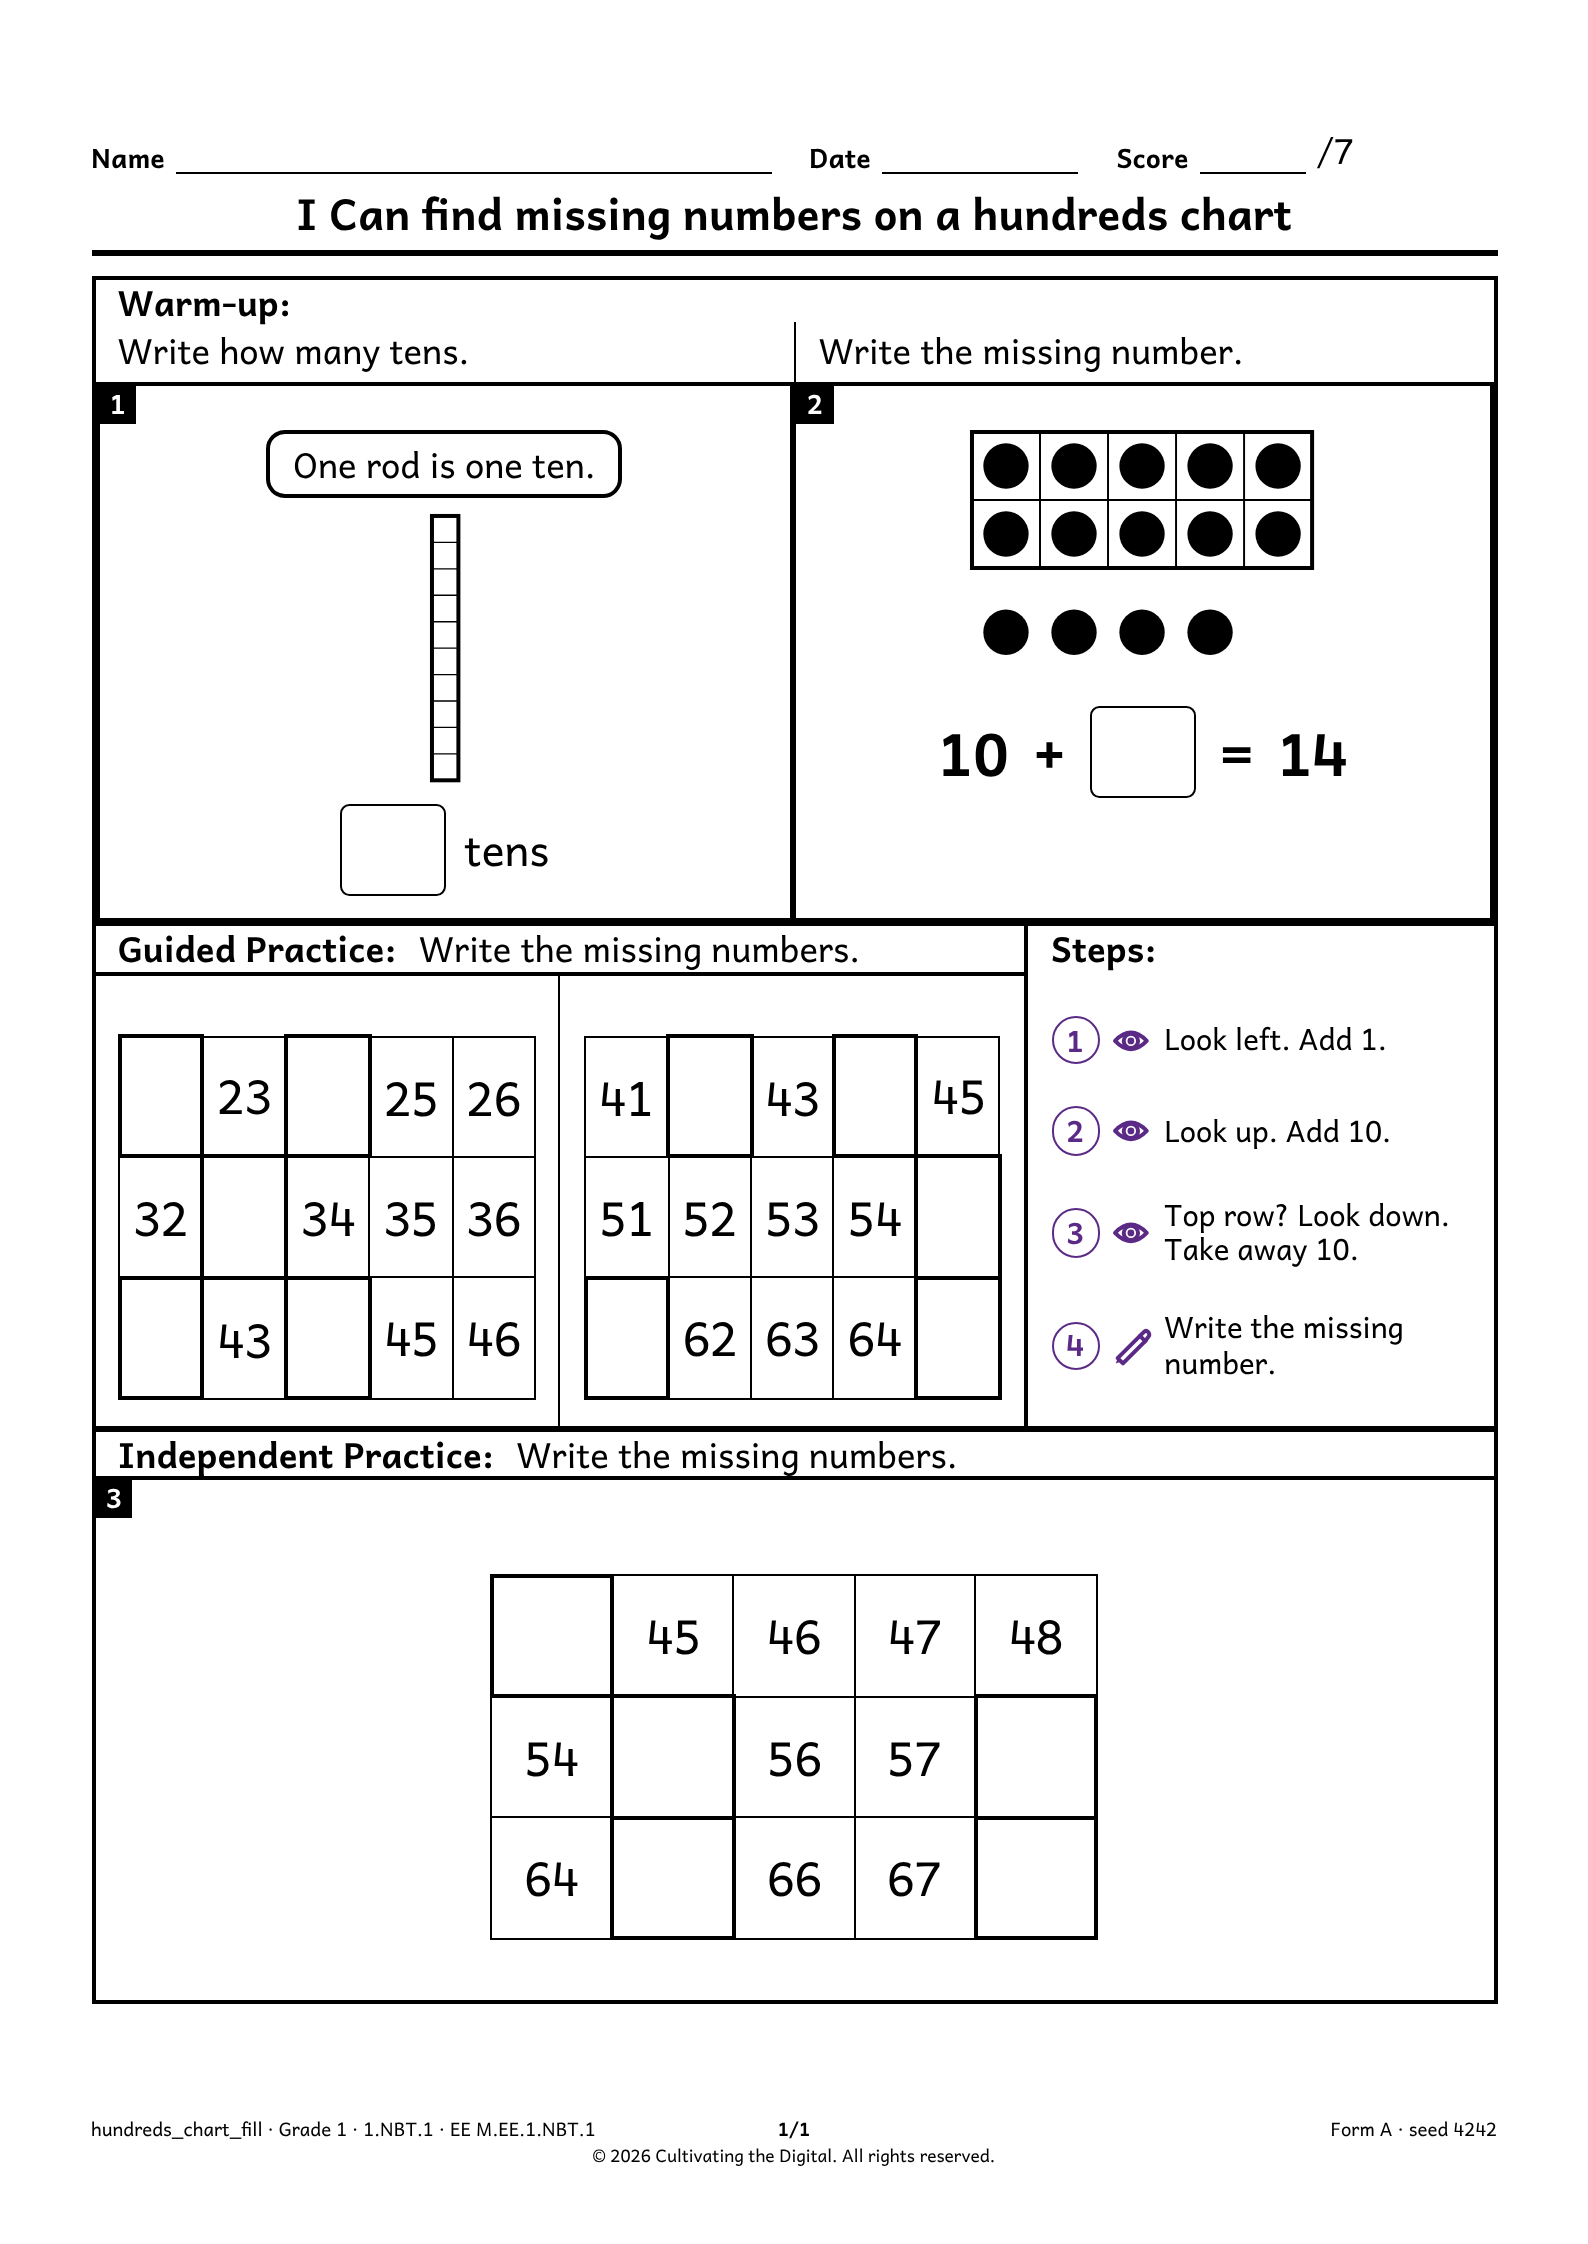 Name Date Score /7
I Can find missing numbers on a hundreds chart
Warm-up:
Write how many tens.
Write the missing number.
1
One rod is one ten.
tens
2
10 + = 14
Guided Practice: Write the missing numbers.
23 25 26
32 34 35 36
43 45 46
41 43 45
51 52 53 54
62 63 64
Steps:
1 Look left. Add 1.
2 Look up. Add 10.
3 Top row? Look down.
Take away 10.
4 Write the missing
number.
Independent Practice: Write the missing numbers.
3
45 46 47 48
54 56 57
64 66 67
hundreds_chart_fill · Grade 1 · 1.NBT.1 · EE M.EE.1.NBT.1 1/1 Form A · seed 4242
© 2026 Cultivating the Digital. All rights reserved.